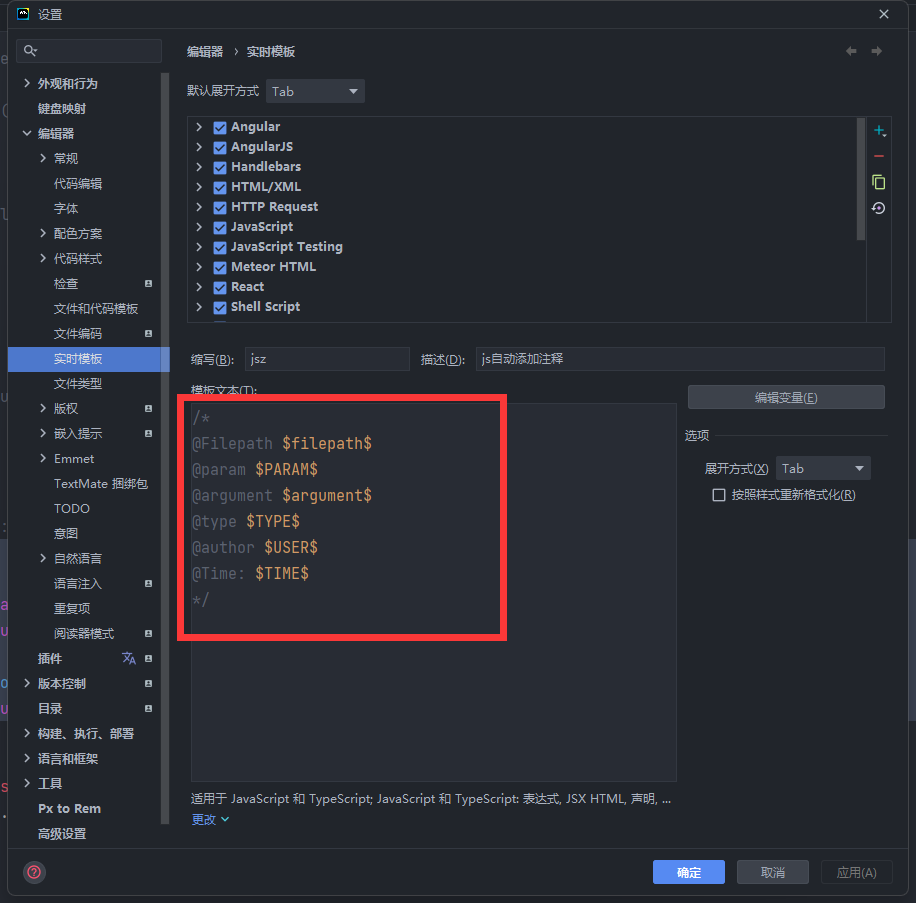 设置
编辑器 › 实时模板
外观和行为
键盘映射
编辑器
常规
代码编辑
字体
配色方案
代码样式
检查
文件和代码模板
文件编码
实时模板
文件类型
版权
嵌入提示
Emmet
TextMate 捆绑包
TODO
意图
自然语言
语言注入
重复项
阅读器模式
插件
版本控制
目录
构建、执行、部署
语言和框架
工具
Px to Rem
高级设置
默认展开方式 Tab
Angular
AngularJS
Handlebars
HTML/XML
HTTP Request
JavaScript
JavaScript Testing
Meteor HTML
React
Shell Script
缩写(B): jsz 描述(D): js自动添加注释
模板文本(T):
/*
@Filepath $filepath$
@param $PARAM$
@argument $argument$
@type $TYPE$
@author $USER$
@Time: $TIME$
*/
编辑变量(E)
选项
展开方式(X) Tab
按照样式重新格式化(R)
适用于 JavaScript 和 TypeScript; JavaScript 和 TypeScript: 表达式, JSX HTML, 声明, ...
更改
确定 取消 应用(A)